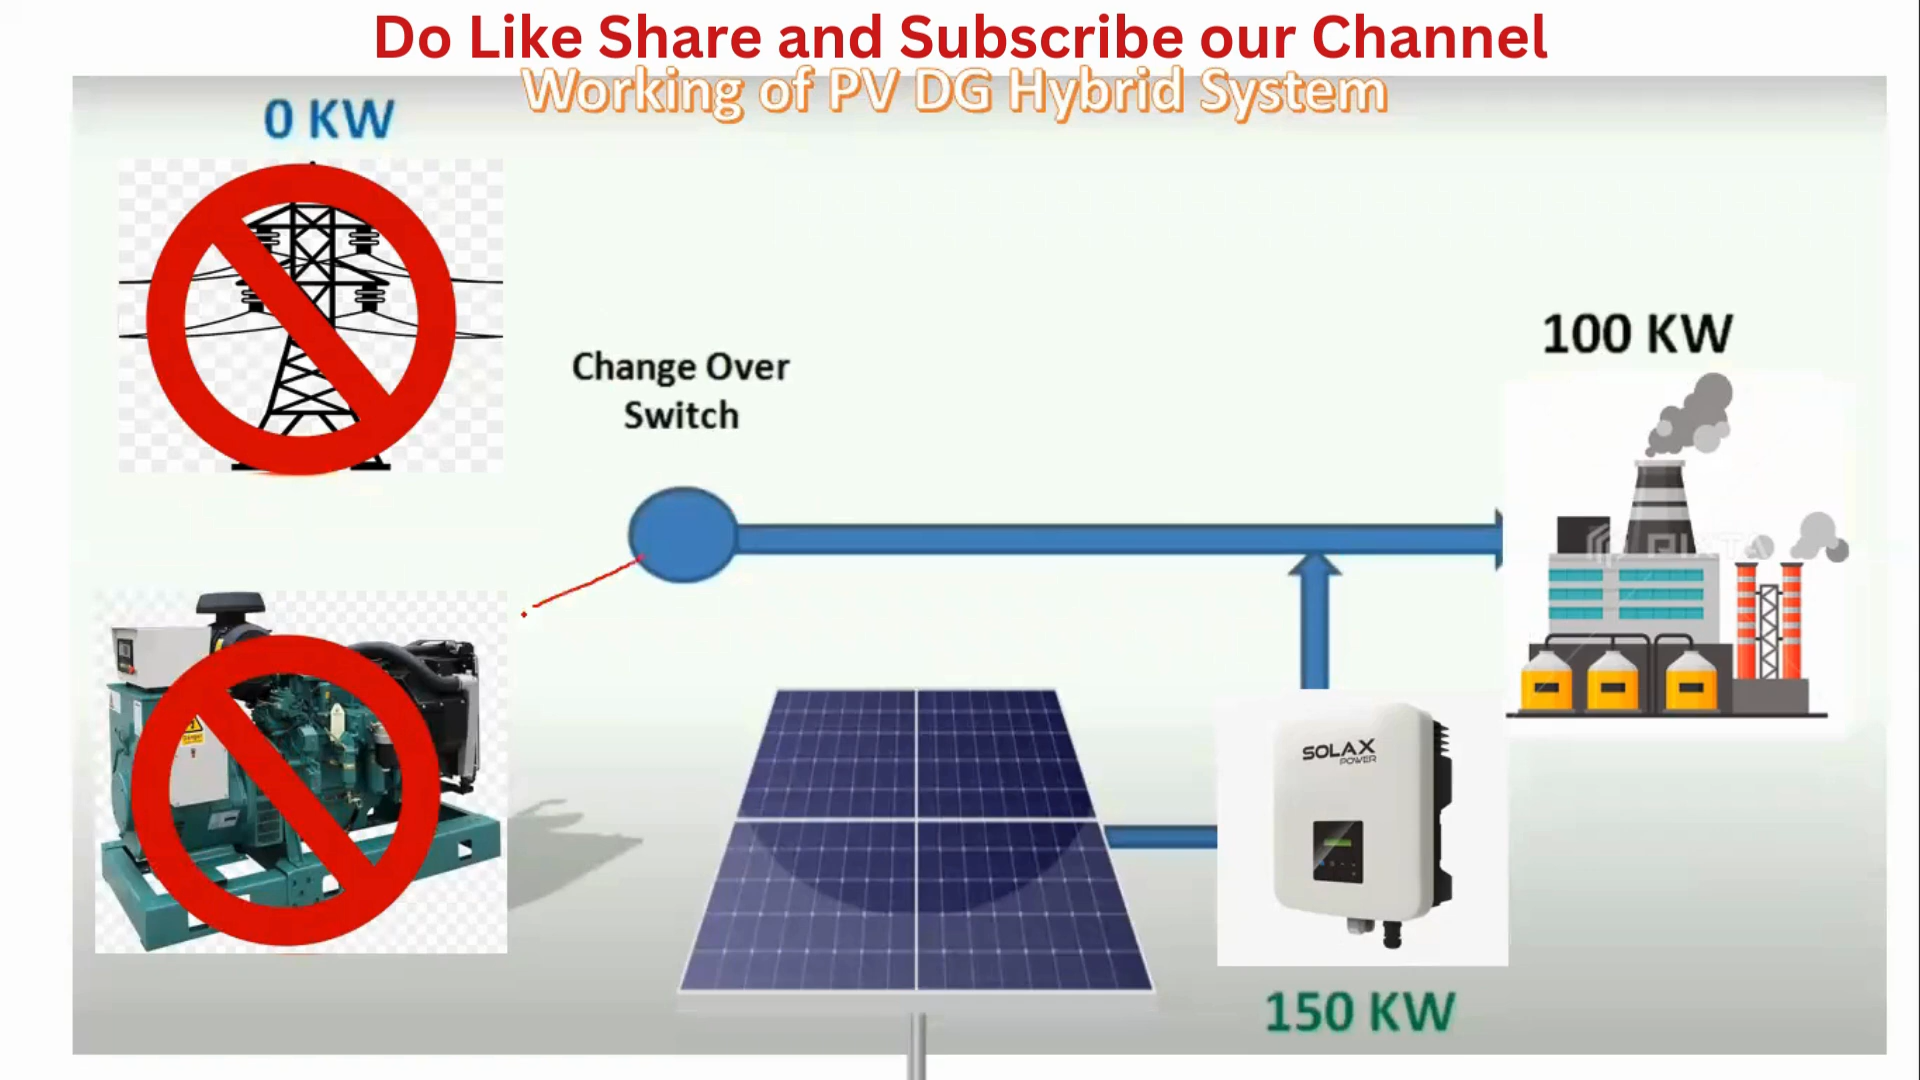 Do Like Share and Subscribe our Channel
Working of PV DG Hybrid System
0 KW
100 KW
Change Over
Switch
SOLAX
POWER
150 KW